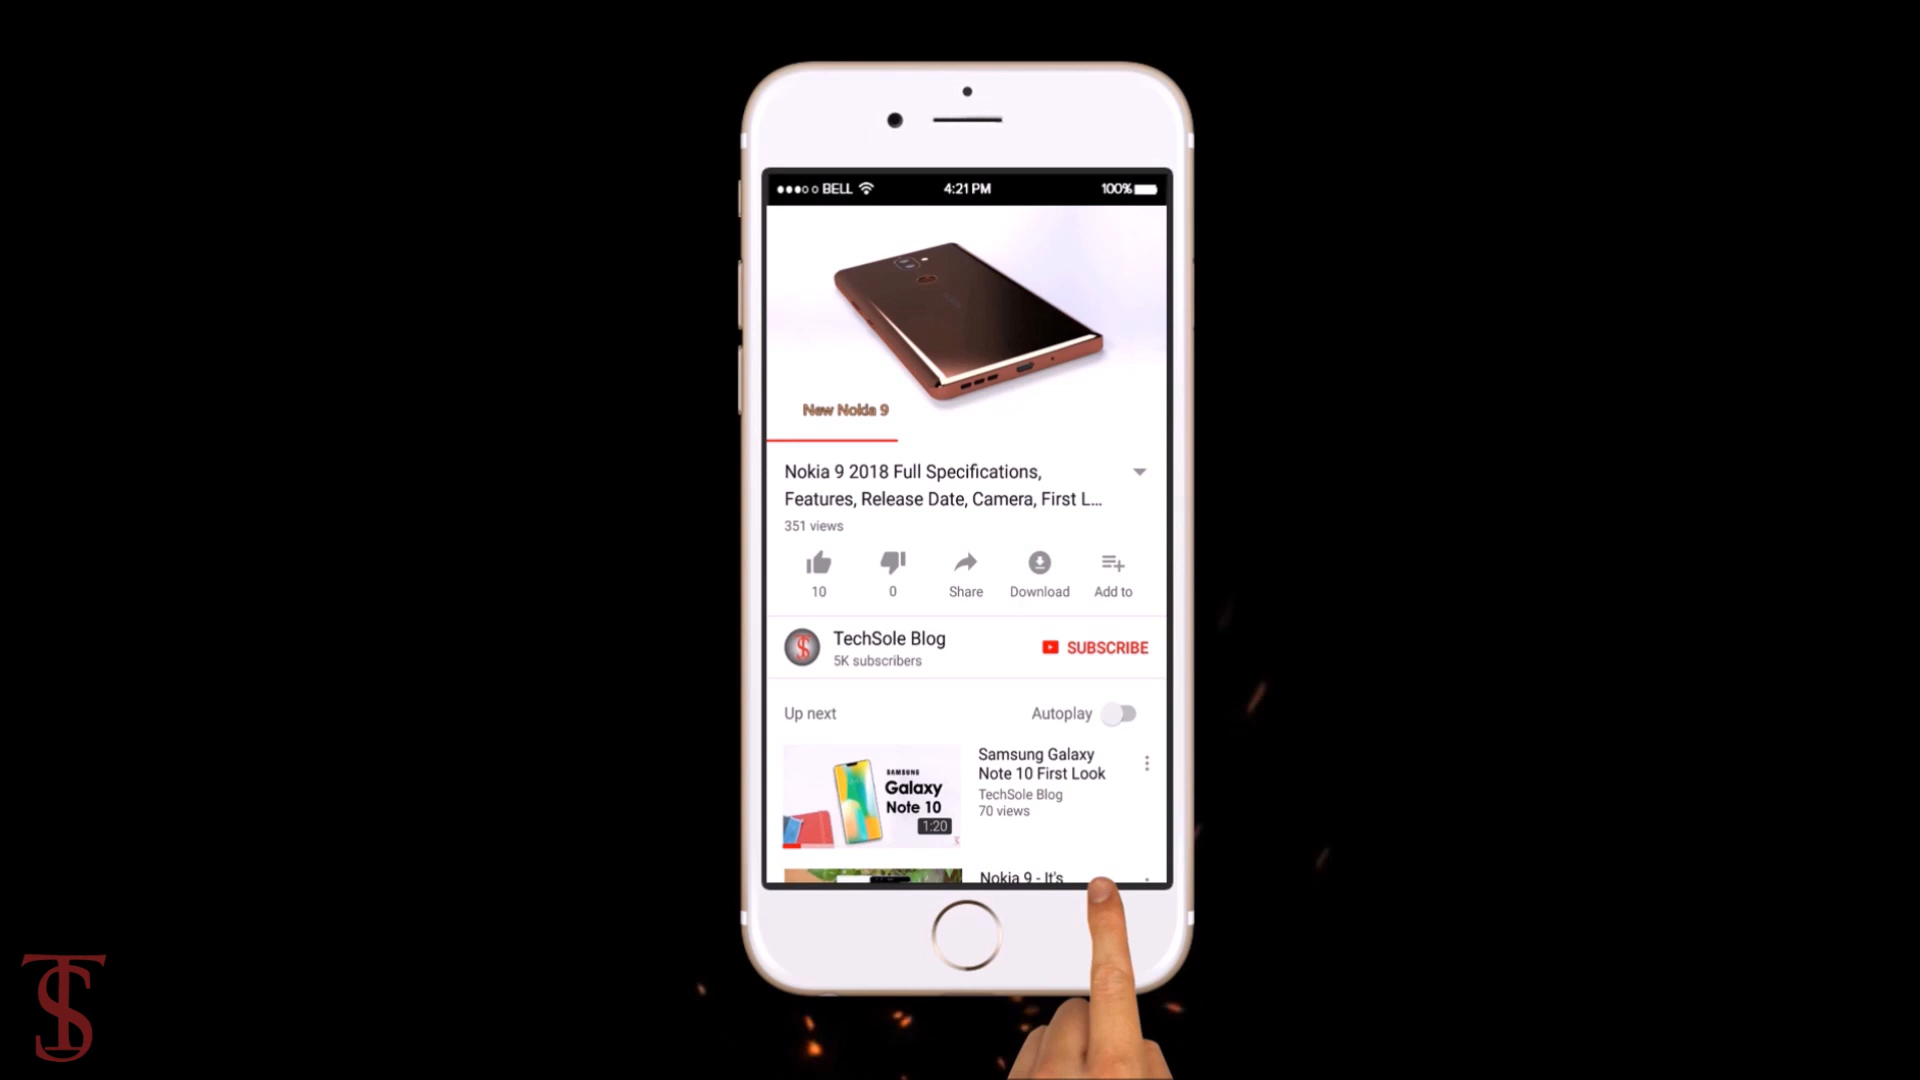 BELL
4:21 PM
100%
New Nokia 9
Nokia 9 2018 Full Specifications,
Features, Release Date, Camera, First L...
351 views
10
0
Share
Download
Add to
TechSole Blog
5K subscribers
SUBSCRIBE
Up next
Autoplay
SAMSUNG
Galaxy
Note 10
1:20
Samsung Galaxy
Note 10 First Look
TechSole Blog
70 views
Nokia 9 - It's
TS